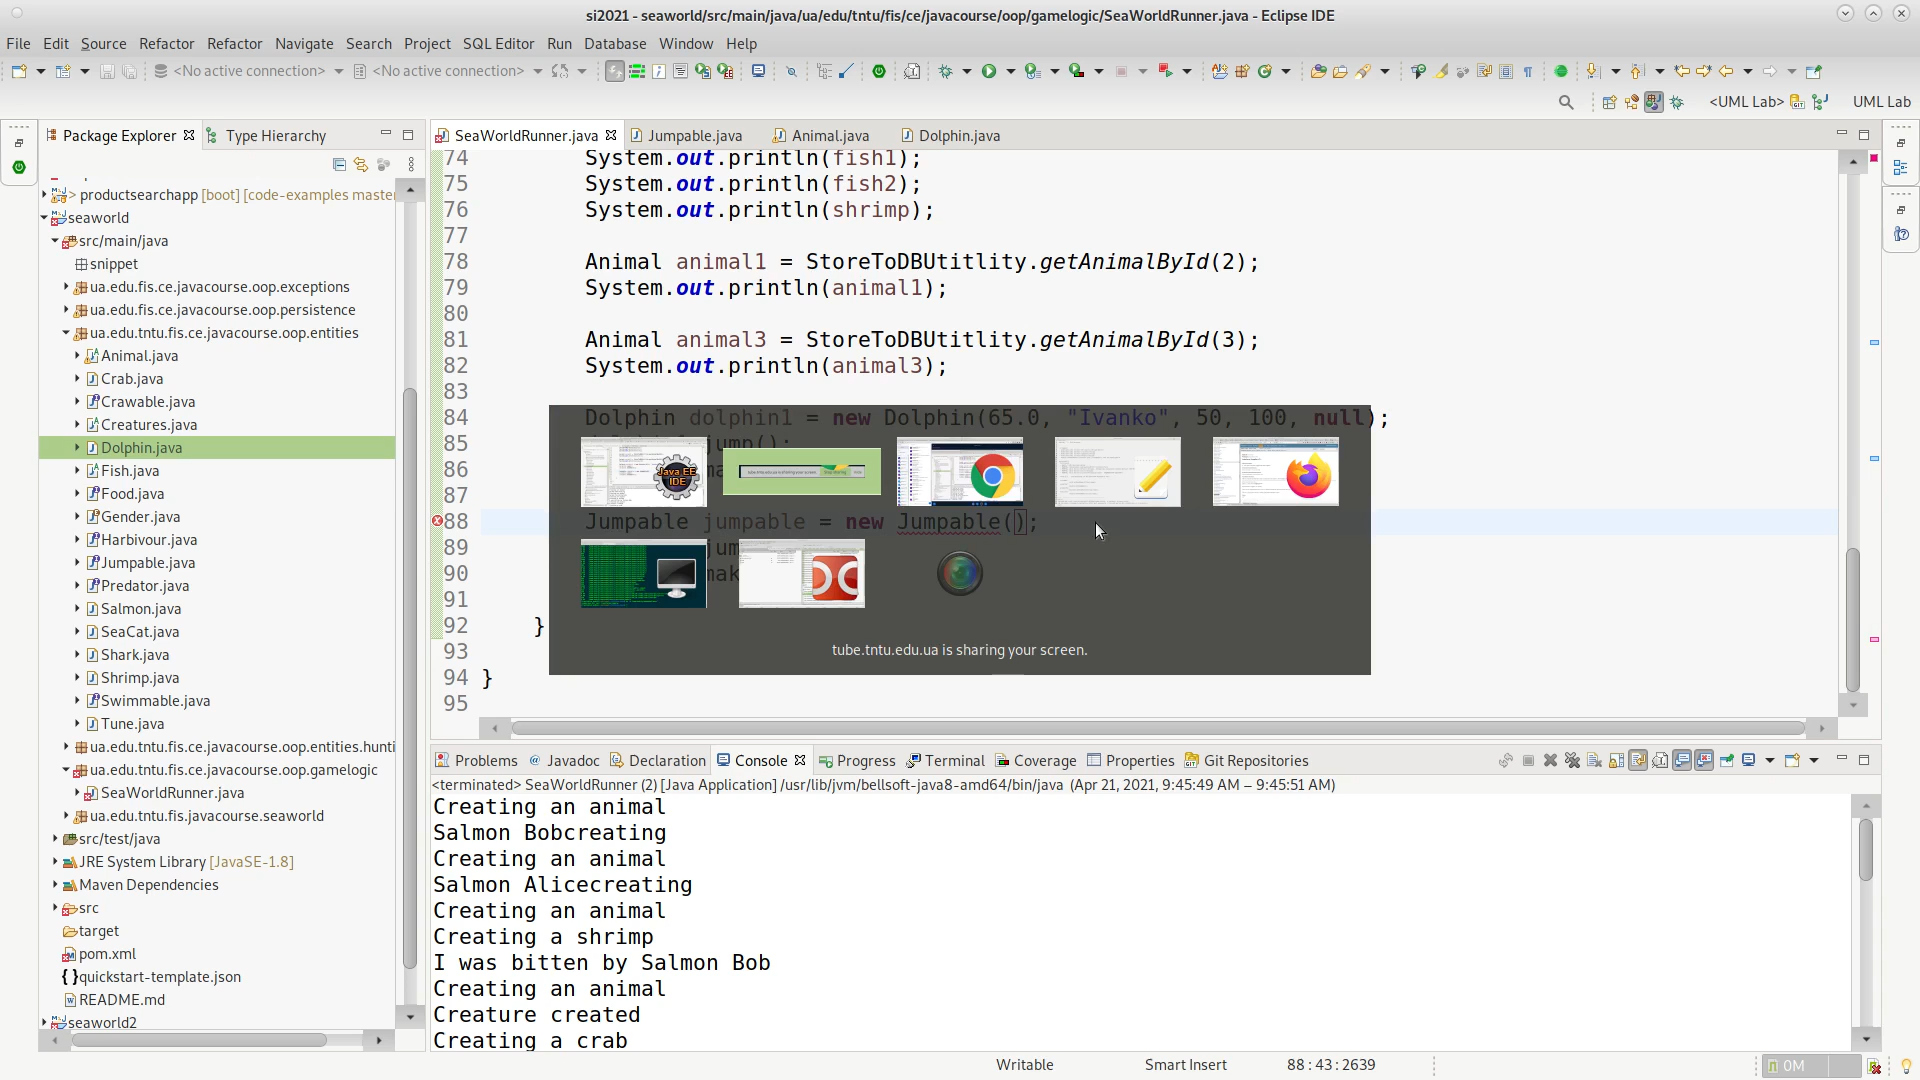 si2021 - seaworld/src/main/java/ua/edu/tntu/fis/ce/javacourse/oop/gamelogic/SeaWorldRunner.java - Eclipse IDE
File Edit Source Refactor Refactor Navigate Search Project SQL Editor Run Database Window Help
<No active connection> <No active connection>
<UML Lab> UML Lab
Package Explorer Type Hierarchy
> productsearchapp [boot] [code-examples master
seaworld
src/main/java
snippet
ua.edu.fis.ce.javacourse.oop.exceptions
ua.edu.fis.ce.javacourse.oop.persistence
ua.edu.tntu.fis.ce.javacourse.oop.entities
Animal.java
Crab.java
Crawable.java
Creatures.java
Dolphin.java
Fish.java
Food.java
Gender.java
Harbivour.java
Jumpable.java
Predator.java
Salmon.java
SeaCat.java
Shark.java
Shrimp.java
Swimmable.java
Tune.java
ua.edu.tntu.fis.ce.javacourse.oop.entities.hunti
ua.edu.tntu.fis.ce.javacourse.oop.gamelogic
SeaWorldRunner.java
ua.edu.tntu.fis.javacourse.seaworld
src/test/java
JRE System Library [JavaSE-1.8]
Maven Dependencies
src
target
pom.xml
quickstart-template.json
README.md
seaworld2
SeaWorldRunner.java Jumpable.java Animal.java Dolphin.java
74 System.out.println(fish1);
75 System.out.println(fish2);
76 System.out.println(shrimp);
77
78 Animal animal1 = StoreToDBUtitlity.getAnimalById(2);
79 System.out.println(animal1);
80
81 Animal animal3 = StoreToDBUtitlity.getAnimalById(3);
82 System.out.println(animal3);
83
84 Dolphin dolphin1 = new Dolphin(65.0, "Ivanko", 50, 100, null);
85 jump();
86 ma
87
88 Jumpable jumpable = new Jumpable();
89 jum
90 mak
91
92 }
93
94 }
95
Java EE
IDE
tube.tntu.edu.ua is sharing your screen.
Problems Javadoc Declaration Console Progress Terminal Coverage Properties Git Repositories
<terminated> SeaWorldRunner (2) [Java Application] /usr/lib/jvm/bellsoft-java8-amd64/bin/java (Apr 21, 2021, 9:45:49 AM – 9:45:51 AM)
Creating an animal
Salmon Bobcreating
Creating an animal
Salmon Alicecreating
Creating an animal
Creating a shrimp
I was bitten by Salmon Bob
Creating an animal
Creature created
Creating a crab
Writable Smart Insert 88 : 43 : 2639 0M